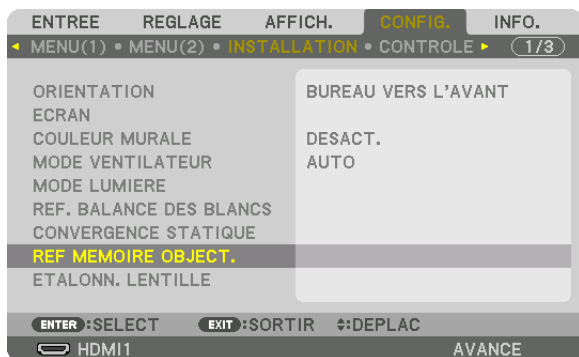 ENTREE REGLAGE AFFICH. CONFIG. INFO.
MENU(1) • MENU(2) • INSTALLATION • CONTROLE 1/3
ORIENTATION BUREAU VERS L'AVANT
ECRAN
COULEUR MURALE DESACT.
MODE VENTILATEUR AUTO
MODE LUMIERE
REF. BALANCE DES BLANCS
CONVERGENCE STATIQUE
REF MEMOIRE OBJECT.
ETALONN. LENTILLE
ENTER :SELECT EXIT :SORTIR :DEPLAC
HDMI1 AVANCE